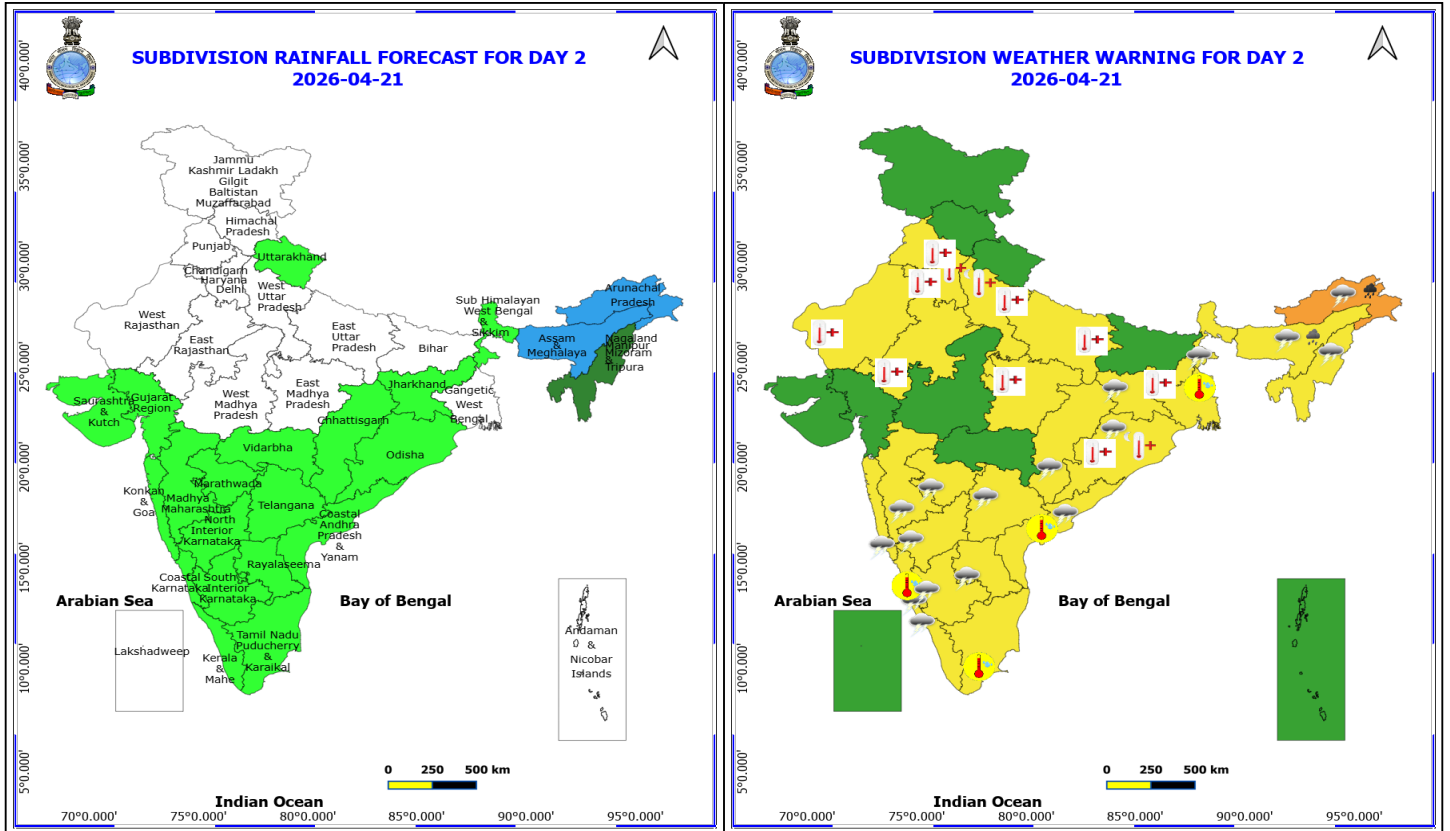 SUBDIVISION RAINFALL FORECAST FOR DAY 2
2026-04-21
40°0.000'
35°0.000'
30°0.000'
25°0.000'
20°0.000'
15°0.000'
10°0.000'
5°0.000'
Jammu
Kashmir Ladakh
Gilgit
Baltistan
Muzaffarabad
Himachal
Pradesh
Punjab
Uttarakhand
Chandigarh
Haryana
Delhi
West
Uttar
Pradesh
West
Rajasthan
East
Rajasthan
East
Uttar
Pradesh
Bihar
Sub Himalayan
West Bengal
&
Sikkim
Arunachal
Pradesh
Assam
&
Meghalaya
Nagaland
Manipur
Mizoram
&
Tripura
Saurashtra
&
Kutch
Gujarat
Region
West
Madhya
Pradesh
East
Madhya
Pradesh
Jharkhand
Gangetic
West
Bengal
Chhattisgarh
Odisha
Vidarbha
Marathwada
Konkan
&
Goa
Madhya
Maharashtra
North
Interior
Karnataka
Telangana
Coastal
Andhra
Pradesh
&
Yanam
Rayalaseema
Coastal
Karnataka
South
Interior
Karnataka
Tamil Nadu
Puducherry
&
Karaikal
Kerala
&
Mahe
Lakshadweep
Andaman
&
Nicobar
Islands
Arabian Sea
Bay of Bengal
0 250 500 km
Indian Ocean
70°0.000' 75°0.000' 80°0.000' 85°0.000' 90°0.000' 95°0.000'
SUBDIVISION WEATHER WARNING FOR DAY 2
2026-04-21
40°0.000'
35°0.000'
30°0.000'
25°0.000'
20°0.000'
15°0.000'
10°0.000'
5°0.000'
Arabian Sea
Bay of Bengal
0 250 500 km
Indian Ocean
70°0.000' 75°0.000' 80°0.000' 85°0.000' 90°0.000' 95°0.000'